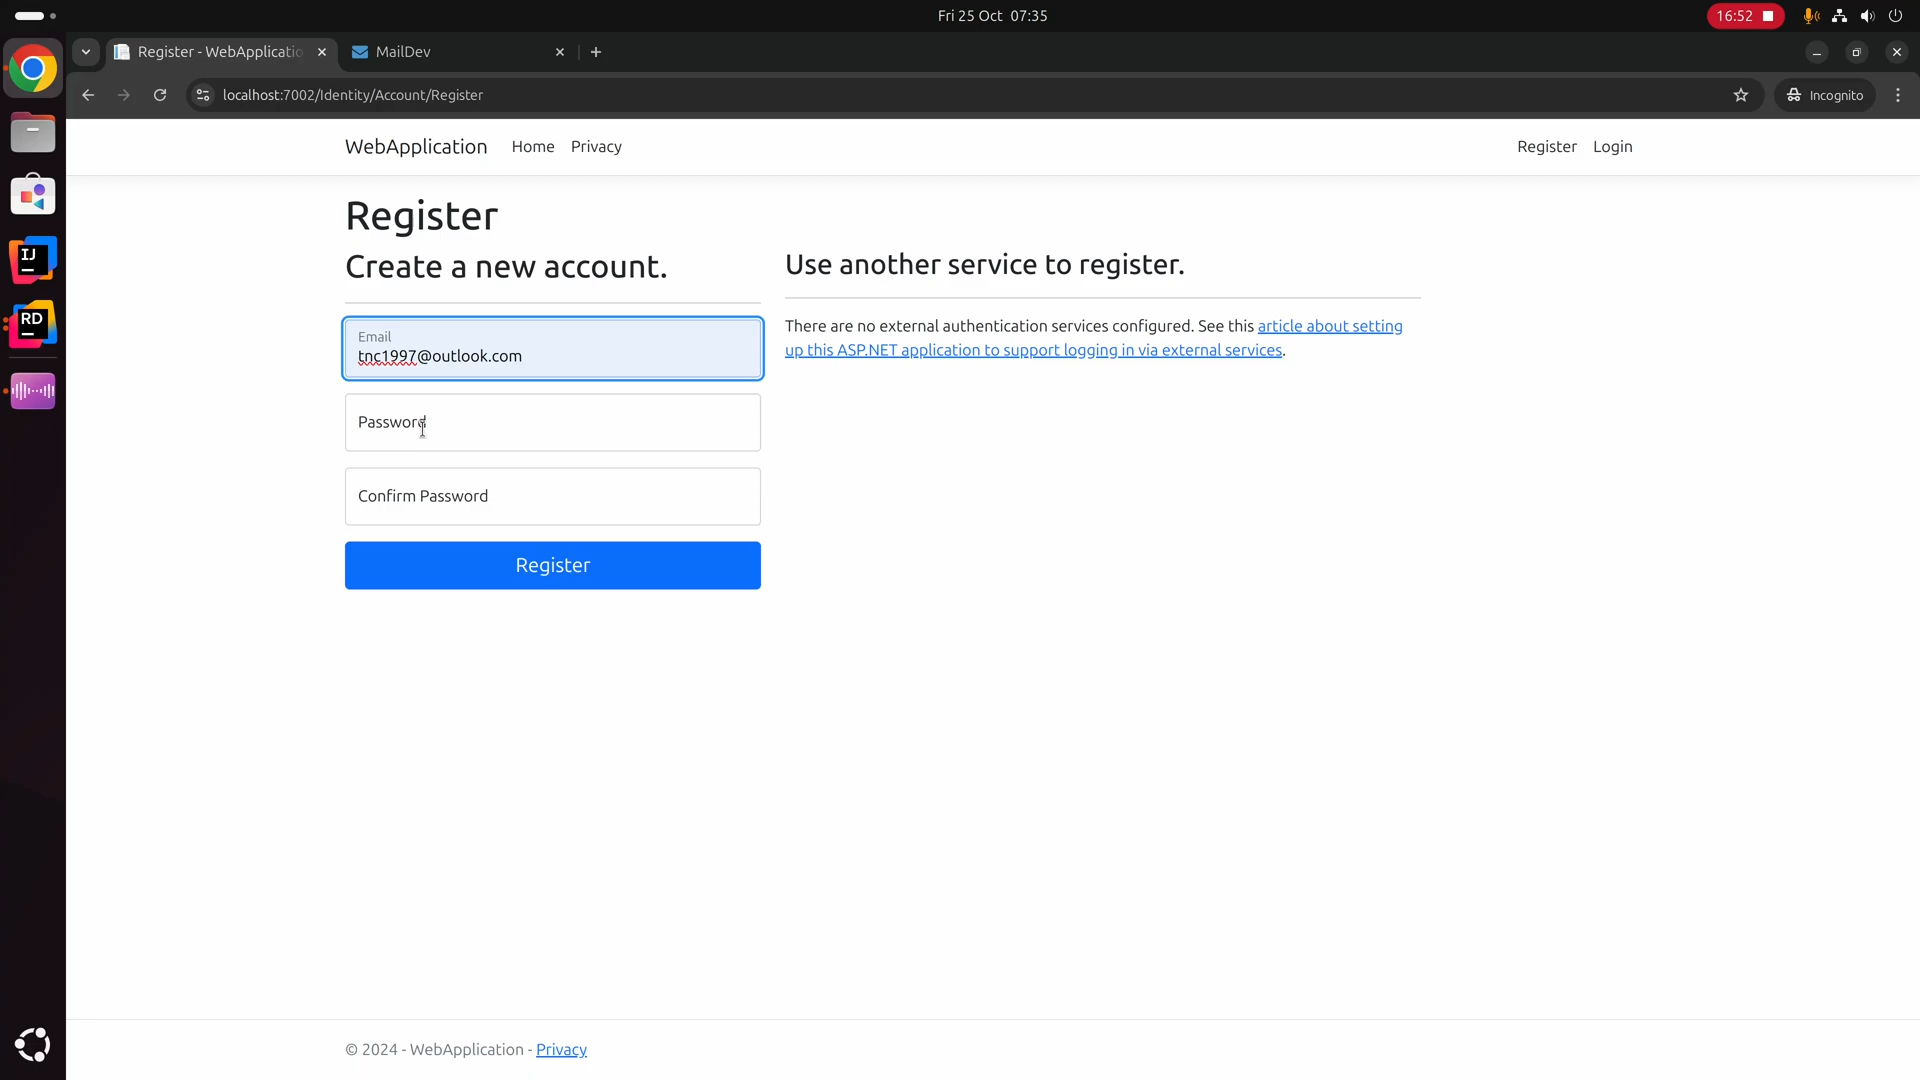 Fri 25 Oct 07:35
16:52
Register - WebApplicatio
MailDev
localhost:7002/Identity/Account/Register
Incognito
WebApplication
Home
Privacy
Register
Login
Register
Create a new account.
Use another service to register.
Email
tnc1997@outlook.com
There are no external authentication services configured. See this article about setting
up this ASP.NET application to support logging in via external services.
Password
Confirm Password
Register
IJ
RD
© 2024 - WebApplication - Privacy